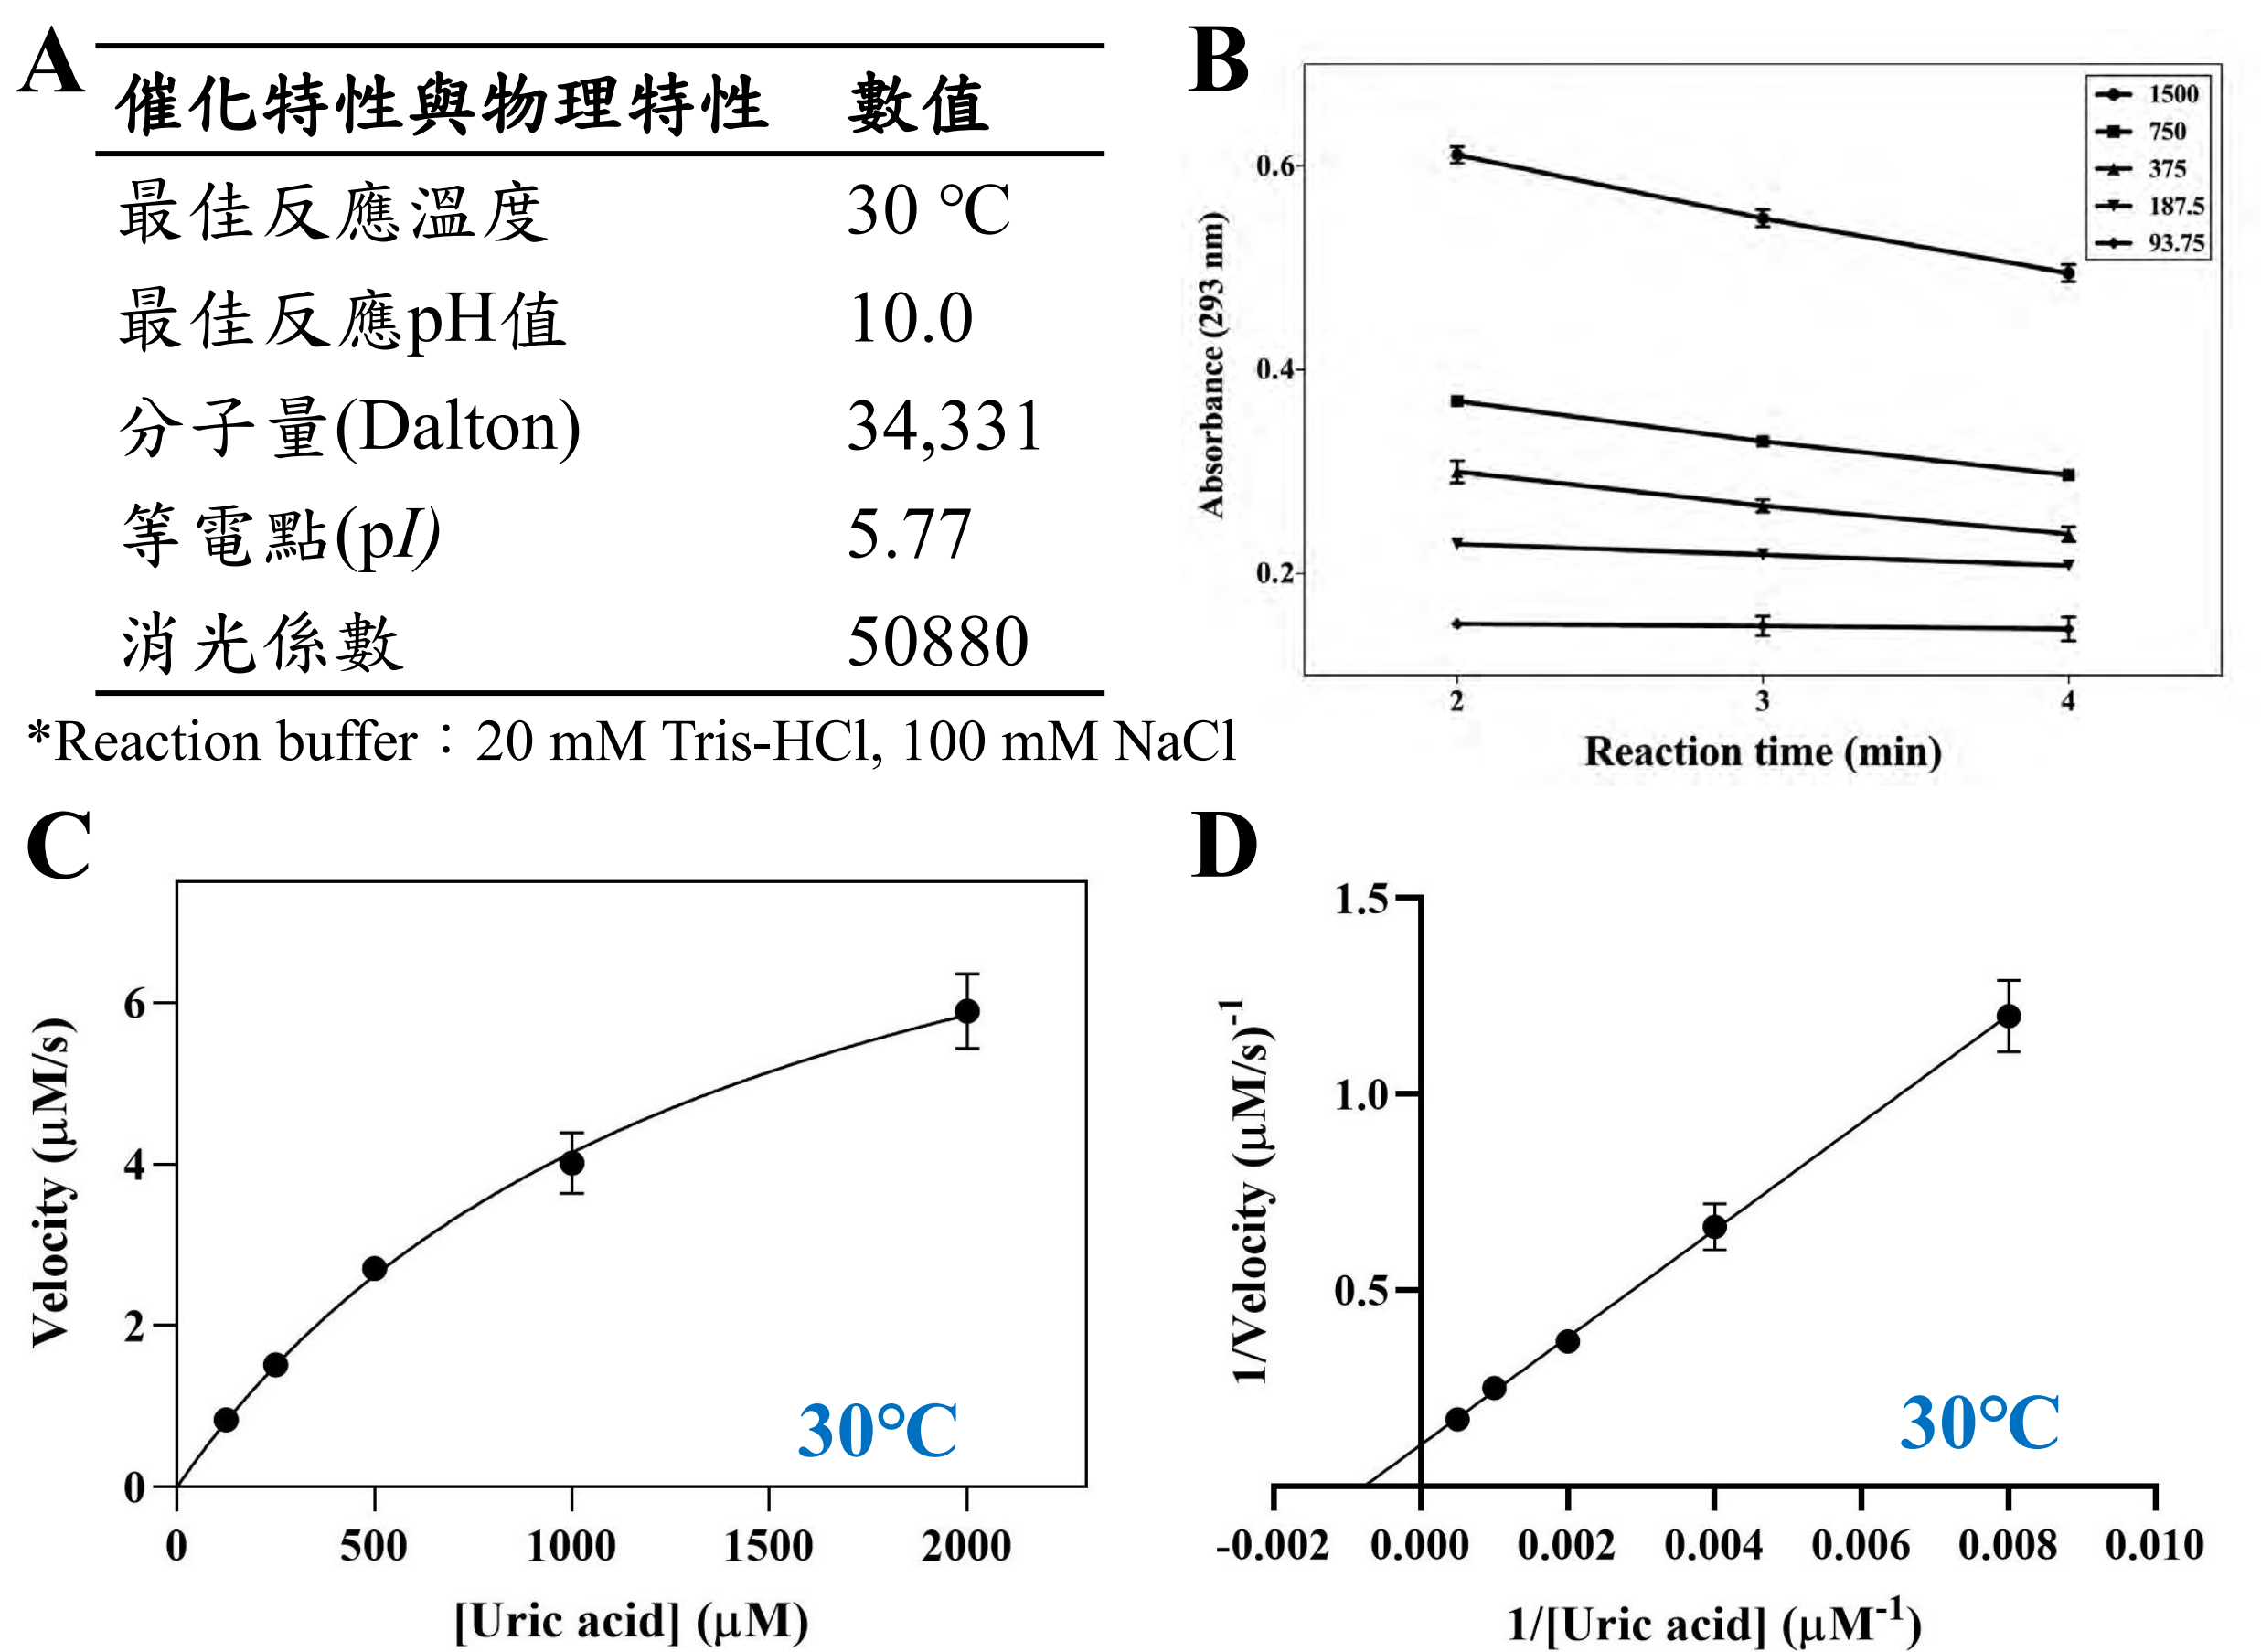 A
催化特性與物理特性 數值
最佳反應溫度 30 ℃
最佳反應pH值 10.0
分子量(Dalton) 34,331
等電點(pI) 5.77
消光係數 50880
*Reaction buffer：20 mM Tris-HCl, 100 mM NaCl
B
1500
750
375
187.5
93.75
Absorbance (293 nm)
0.6
0.4
0.2
2 3 4
Reaction time (min)
C
Velocity (μM/s)
6
4
2
0
30℃
0 500 1000 1500 2000
[Uric acid] (μM)
D
1/Velocity (μM/s)-1
1.5
1.0
0.5
30℃
-0.002 0.000 0.002 0.004 0.006 0.008 0.010
1/[Uric acid] (μM-1)